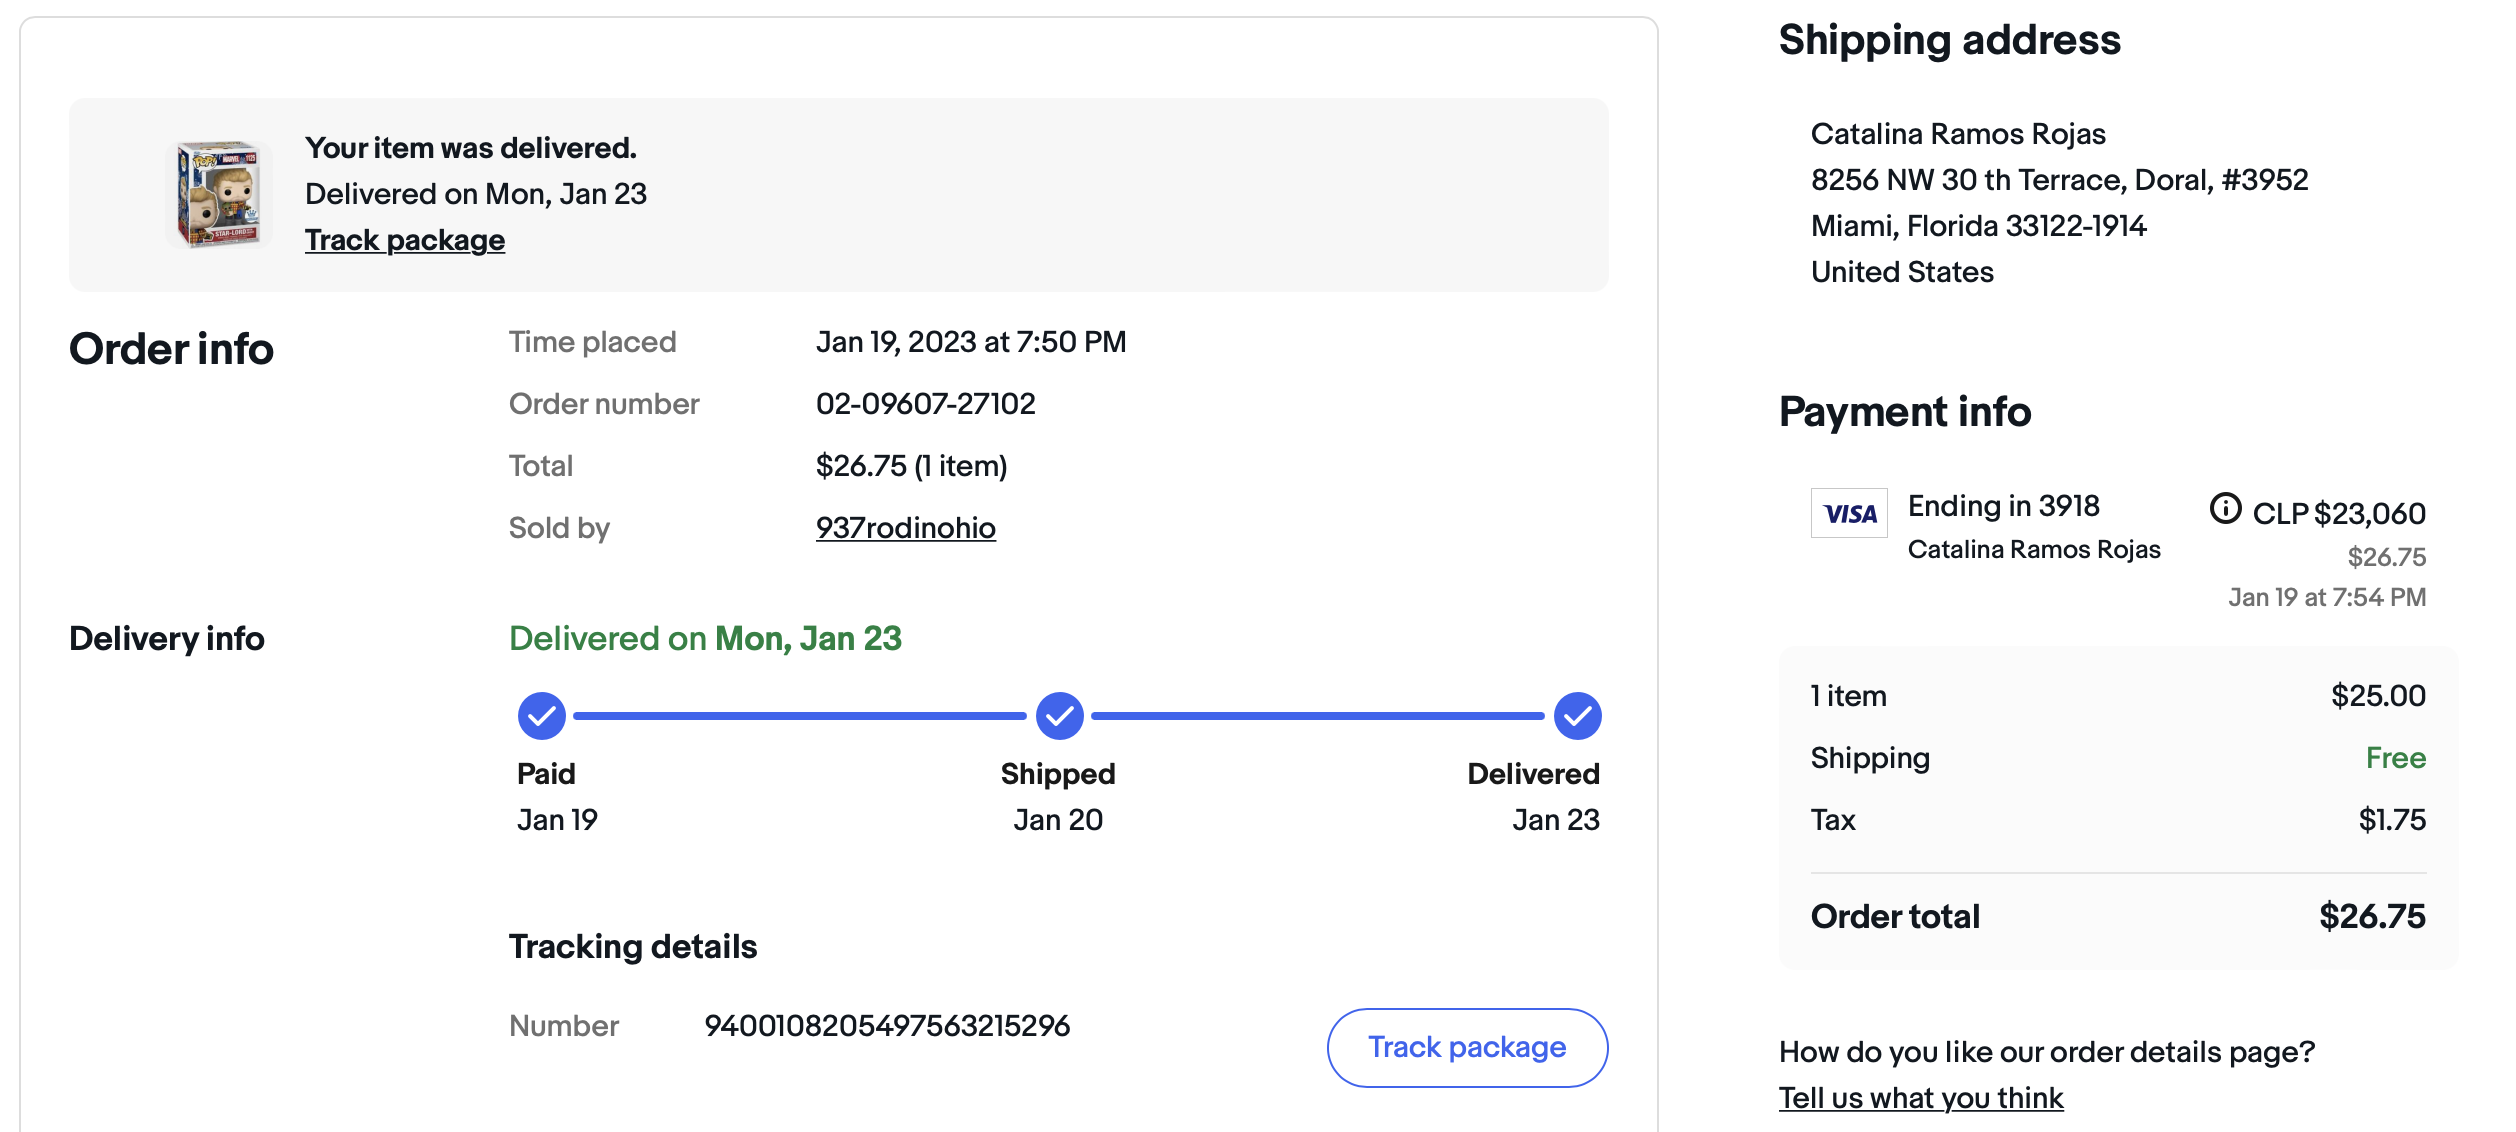 POP!
MARVEL
1125
STAR-LORD
Your item was delivered.
Delivered on Mon, Jan 23
Track package
Order info
Time placed Jan 19, 2023 at 7:50 PM
Order number 02-09607-27102
Total $26.75 (1 item)
Sold by 937rodinohio
Delivery info
Delivered on Mon, Jan 23
Paid Shipped Delivered
Jan 19 Jan 20 Jan 23
Tracking details
Number 9400108205497563215296
Track package
Shipping address
Catalina Ramos Rojas
8256 NW 30 th Terrace, Doral, #3952
Miami, Florida 33122-1914
United States
Payment info
VISA Ending in 3918 CLP $23,060
Catalina Ramos Rojas $26.75
Jan 19 at 7:54 PM
1 item $25.00
Shipping Free
Tax $1.75
Order total $26.75
How do you like our order details page?
Tell us what you think